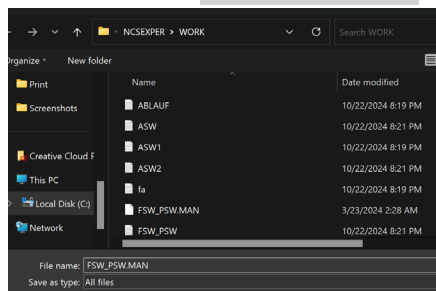 NCSEXPER › WORK
Search WORK
Organize
New folder
Print
Screenshots
Creative Cloud F
This PC
Local Disk (C:)
Network
Name
Date modified
ABLAUF
10/22/2024 8:19 PM
ASW
10/22/2024 8:21 PM
ASW1
10/22/2024 8:19 PM
ASW2
10/22/2024 8:21 PM
fa
10/22/2024 8:19 PM
FSW_PSW.MAN
3/23/2024 2:28 AM
FSW_PSW
10/22/2024 8:21 PM
File name: FSW_PSW.MAN
Save as type: All files